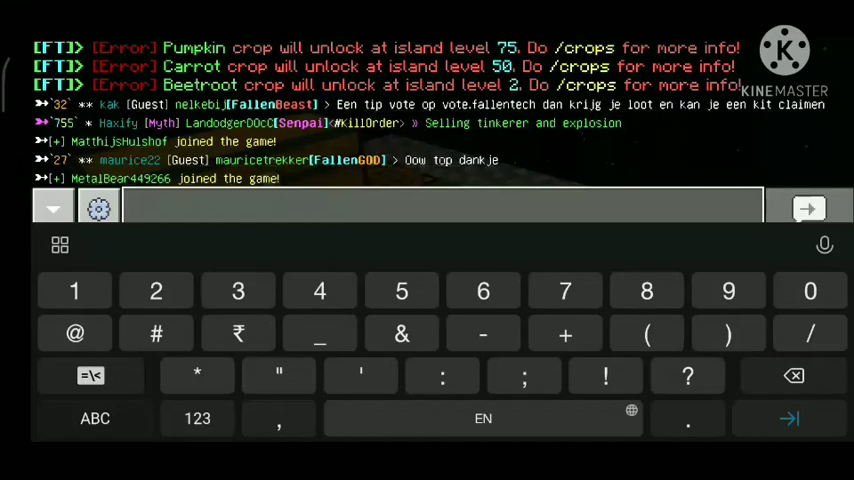 [FT]> [Error] Pumpkin crop will unlock at island level 75. Do /crops for more info!
[FT]> [Error] Carrot crop will unlock at island level 50. Do /crops for more info!
[FT]> [Error] Beetroot crop will unlock at island level 2. Do /crops for more info!
➳`32` ** kak [Guest] nelkebij[FallenBeast] > Een tip vote op vote.fallentech dan krijg je loot en kan je een kit claimen
➳`755` * Haxify [Myth] LandodgerDOcC[Senpai]<#KillOrder> » Selling tinkerer and explosion
➳[+] MatthijsHulshof joined the game!
➳`27` ** maurice22 [Guest] mauricetrekker[FallenGOD] > Oow top dankje
➳[+] MetalBear449266 joined the game!
K
KINEMASTER
1 2 3 4 5 6 7 8 9 0
@ # ₹ _ & - + ( ) /
=\< * " ' : ; ! ?
ABC 123 , EN .